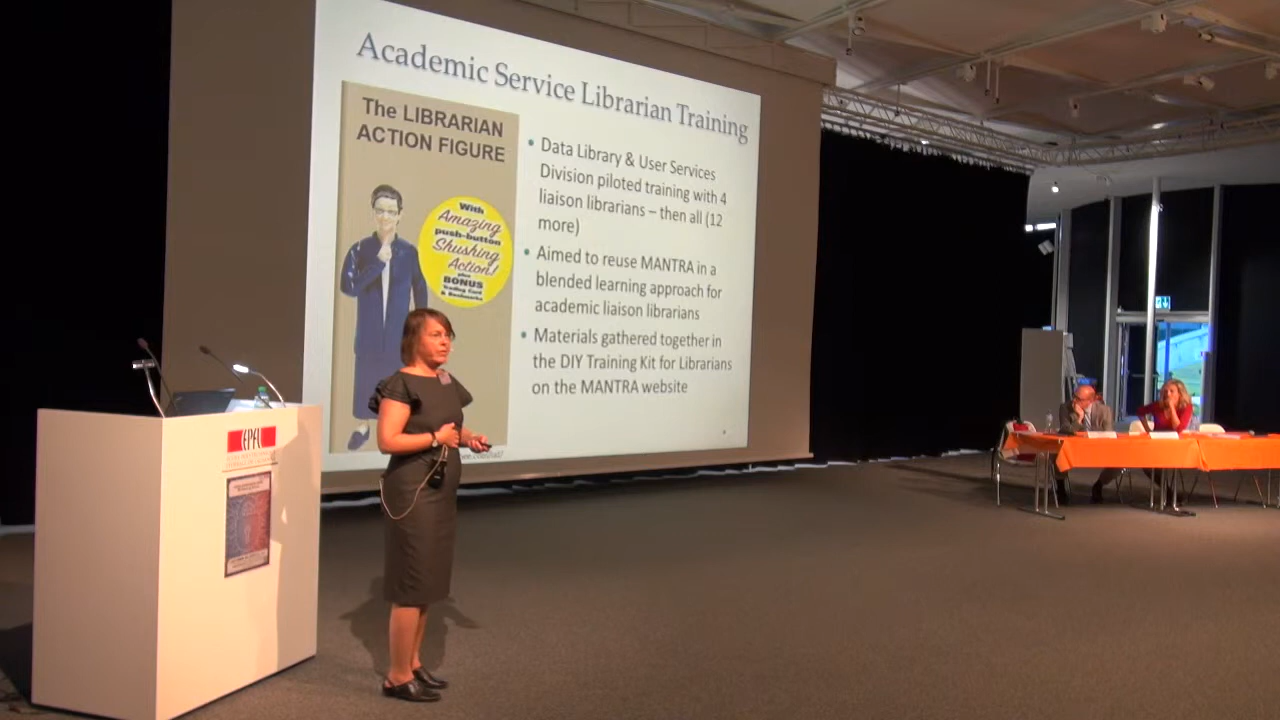 Academic Service Librarian Training
The LIBRARIAN
ACTION FIGURE
With
Amazing
push-button
Shushing
Action!
plus
BONUS
Trading Card
& Bookmarks
• Data Library & User Services
Division piloted training with 4
liaison librarians – then all (12
more)
• Aimed to reuse MANTRA in a
blended learning approach for
academic liaison librarians
• Materials gathered together in
the DIY Training Kit for Librarians
on the MANTRA website
EPFL